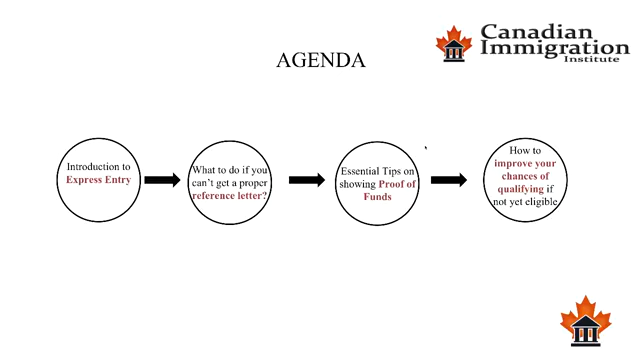 Canadian
Immigration
Institute
AGENDA
Introduction to
Express Entry
What to do if you
can't get a proper
reference letter?
Essential Tips on
showing Proof of
Funds
How to
improve your
chances of
qualifying if
not yet eligible